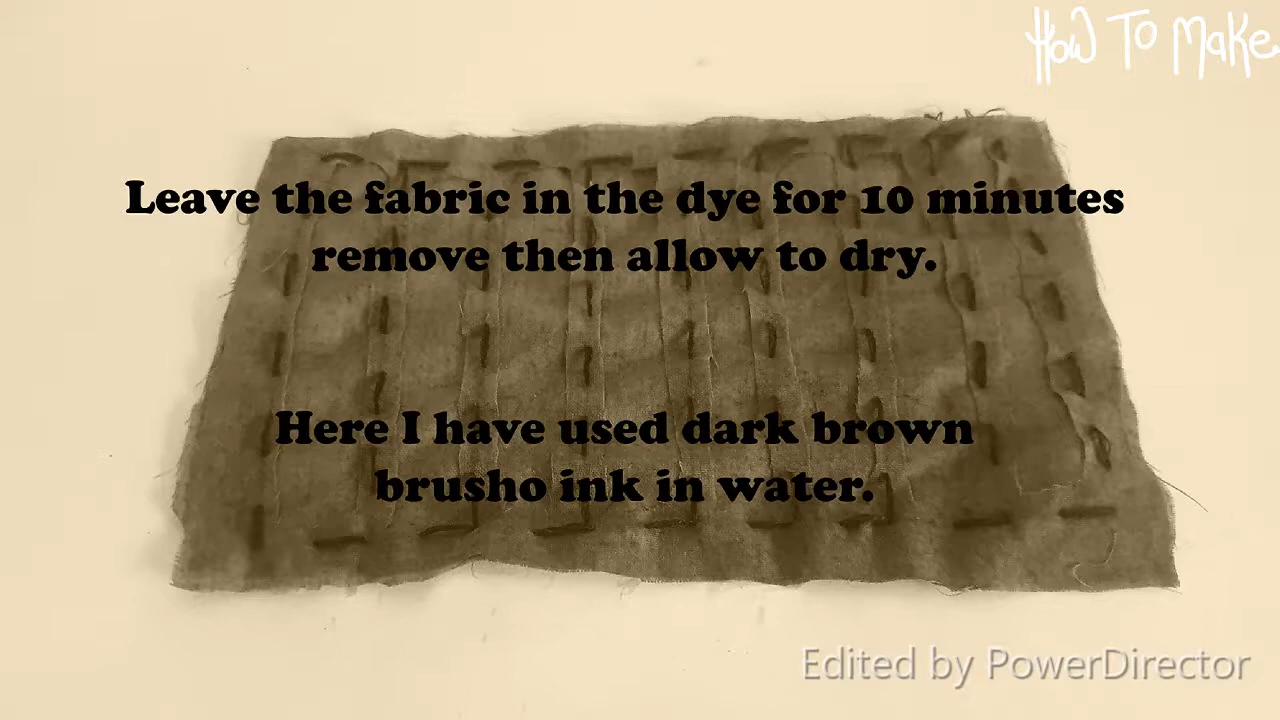 How To Make
Leave the fabric in the dye for 10 minutes
remove then allow to dry.
Here I have used dark brown
brusho ink in water.
Edited by PowerDirector